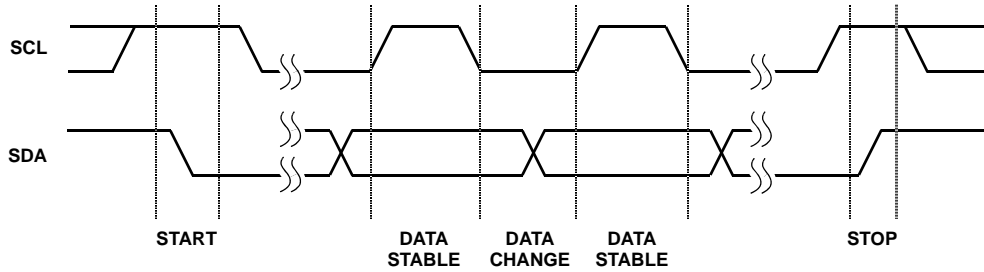 SCL
SDA
START
DATA
STABLE
DATA
CHANGE
DATA
STABLE
STOP